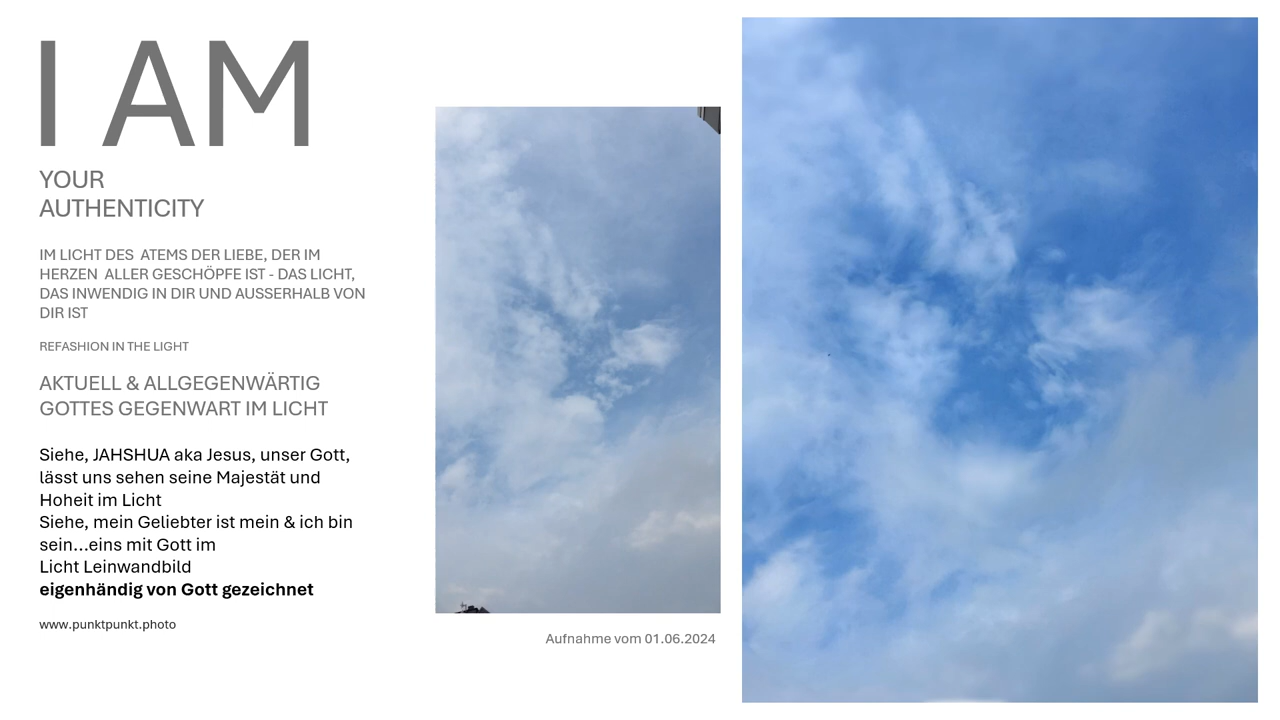 I AM
YOUR
AUTHENTICITY
IM LICHT DES  ATEMS DER LIEBE, DER IM
HERZEN  ALLER GESCHÖPFE IST - DAS LICHT,
DAS INWENDIG IN DIR UND AUSSERHALB VON
DIR IST
REFASHION IN THE LIGHT
AKTUELL & ALLGEGENWÄRTIG
GOTTES GEGENWART IM LICHT
Siehe, JAHSHUA aka Jesus, unser Gott,
lässt uns sehen seine Majestät und
Hoheit im Licht
Siehe, mein Geliebter ist mein & ich bin
sein...eins mit Gott im
Licht Leinwandbild
eigenhändig von Gott gezeichnet
www.punktpunkt.photo
Aufnahme vom 01.06.2024